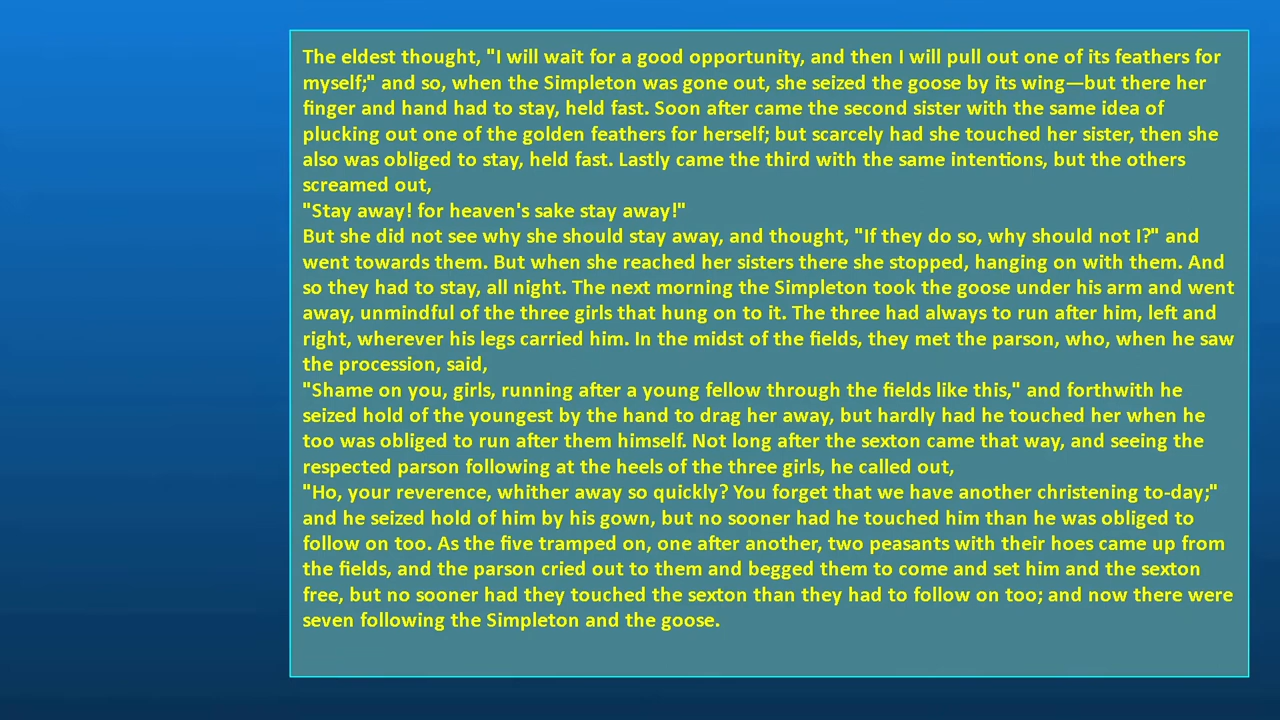 The eldest thought, "I will wait for a good opportunity, and then I will pull out one of its feathers for
myself;" and so, when the Simpleton was gone out, she seized the goose by its wing—but there her
finger and hand had to stay, held fast. Soon after came the second sister with the same idea of
plucking out one of the golden feathers for herself; but scarcely had she touched her sister, then she
also was obliged to stay, held fast. Lastly came the third with the same intentions, but the others
screamed out,
"Stay away! for heaven's sake stay away!"
But she did not see why she should stay away, and thought, "If they do so, why should not I?" and
went towards them. But when she reached her sisters there she stopped, hanging on with them. And
so they had to stay, all night. The next morning the Simpleton took the goose under his arm and went
away, unmindful of the three girls that hung on to it. The three had always to run after him, left and
right, wherever his legs carried him. In the midst of the fields, they met the parson, who, when he saw
the procession, said,
"Shame on you, girls, running after a young fellow through the fields like this," and forthwith he
seized hold of the youngest by the hand to drag her away, but hardly had he touched her when he
too was obliged to run after them himself. Not long after the sexton came that way, and seeing the
respected parson following at the heels of the three girls, he called out,
"Ho, your reverence, whither away so quickly? You forget that we have another christening to-day;"
and he seized hold of him by his gown, but no sooner had he touched him than he was obliged to
follow on too. As the five tramped on, one after another, two peasants with their hoes came up from
the fields, and the parson cried out to them and begged them to come and set him and the sexton
free, but no sooner had they touched the sexton than they had to follow on too; and now there were
seven following the Simpleton and the goose.